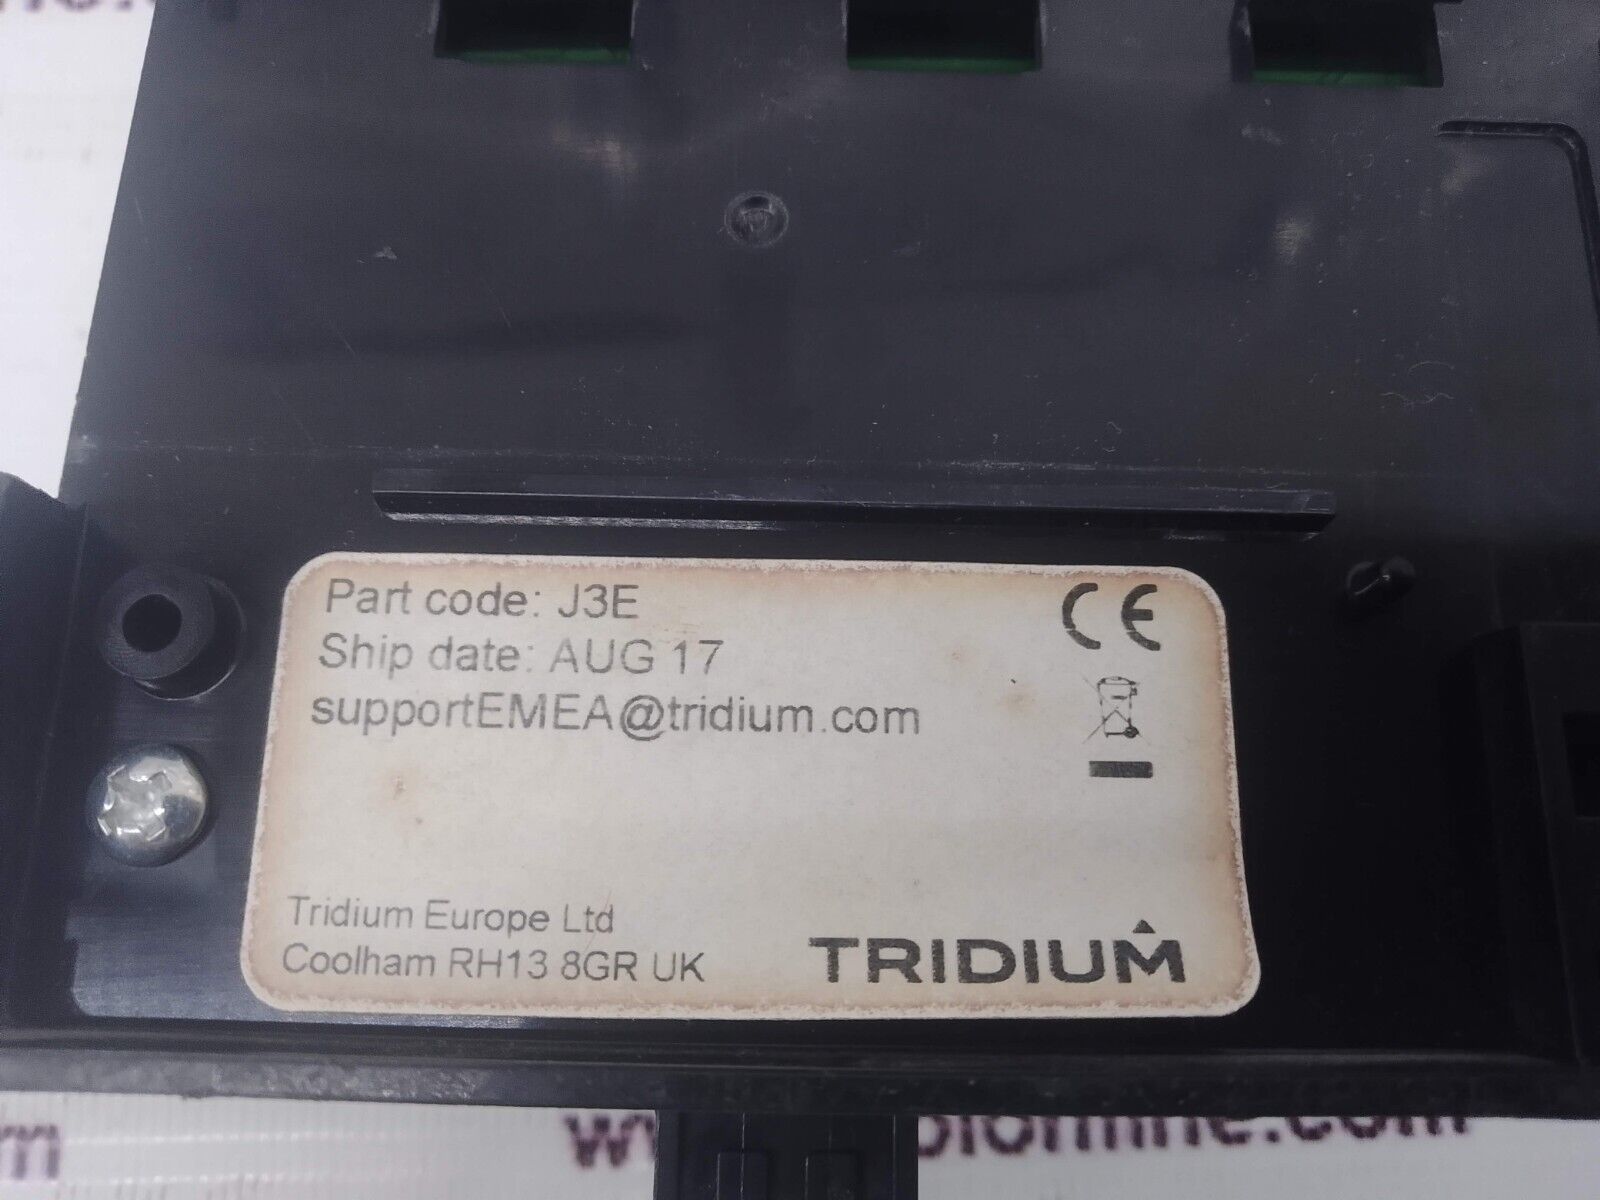 Part code: J3E
Ship date: AUG 17
supportEMEA@tridium.com
CE
Tridium Europe Ltd
Coolham RH13 8GR UK
TRIDIUM